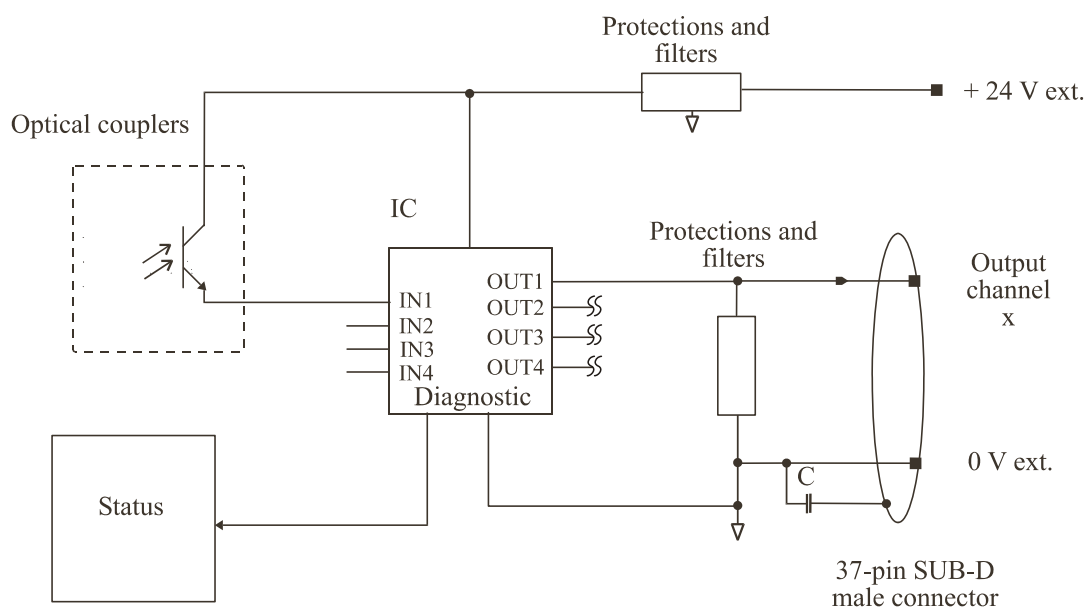 Protections and
filters
+ 24 V ext.
Optical couplers
IC
Protections and
filters
Output
channel
x
OUT1
IN1
OUT2
IN2
OUT3
IN3
OUT4
IN4
Diagnostic
0 V ext.
C
Status
37-pin SUB-D
male connector